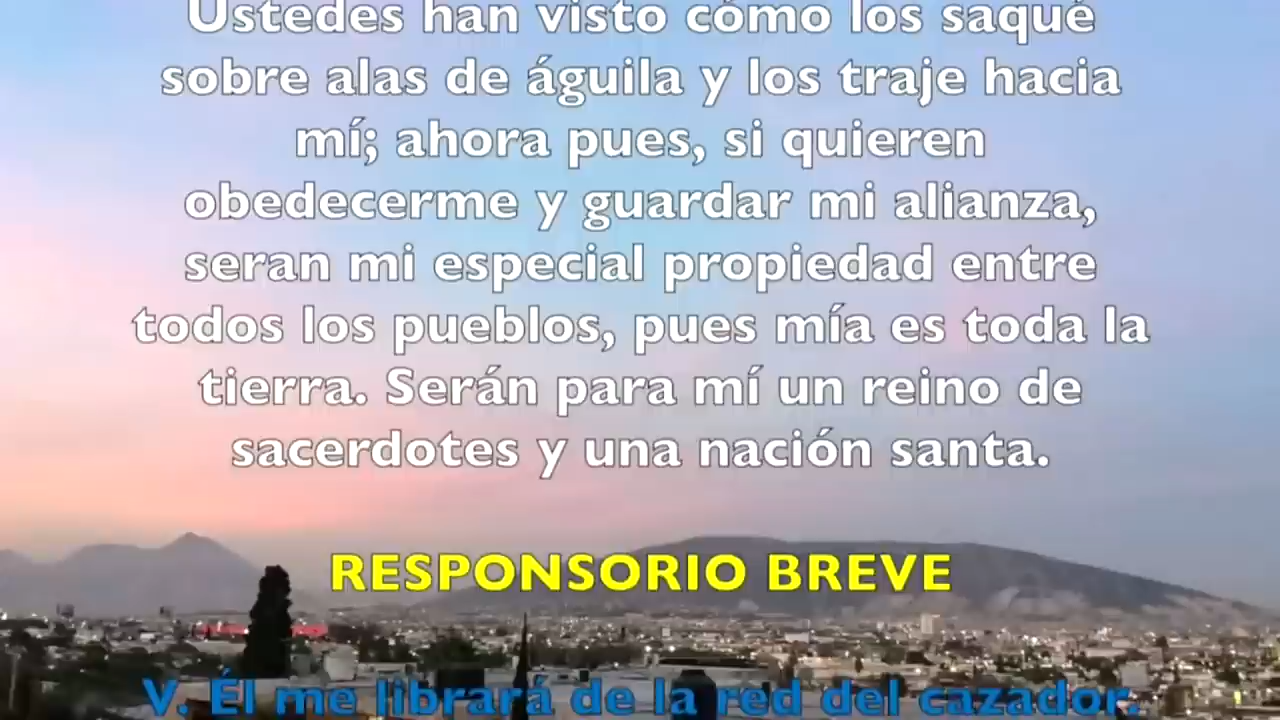 Ustedes han visto cómo los saqué
sobre alas de águila y los traje hacia
mí; ahora pues, si quieren
obedecerme y guardar mi alianza,
seran mi especial propiedad entre
todos los pueblos, pues mía es toda la
tierra. Serán para mí un reino de
sacerdotes y una nación santa.
RESPONSORIO BREVE
V. Él me librará de la red del cazador.